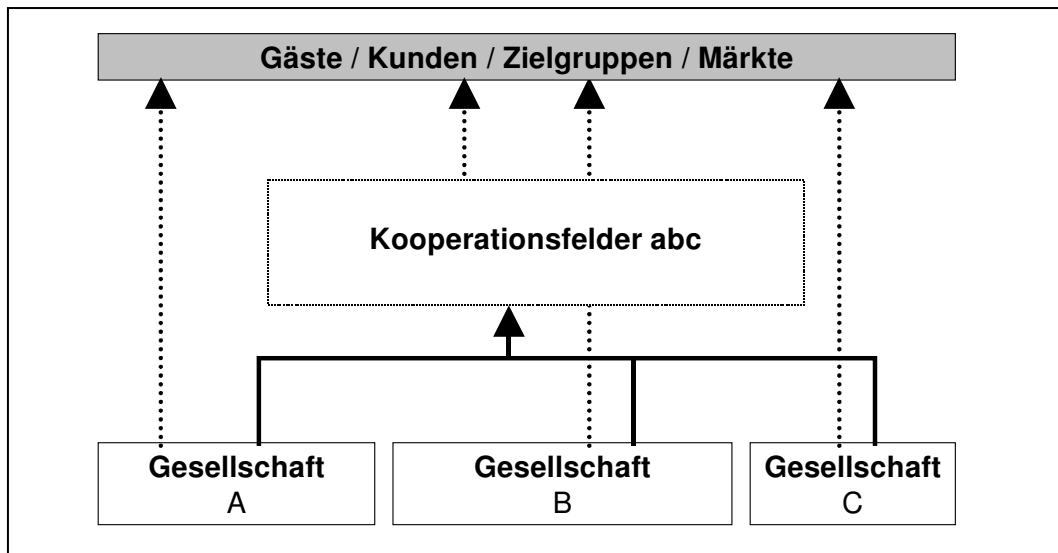 Gäste / Kunden / Zielgruppen / Märkte
Kooperationsfelder abc
Gesellschaft
A
Gesellschaft
B
Gesellschaft
C